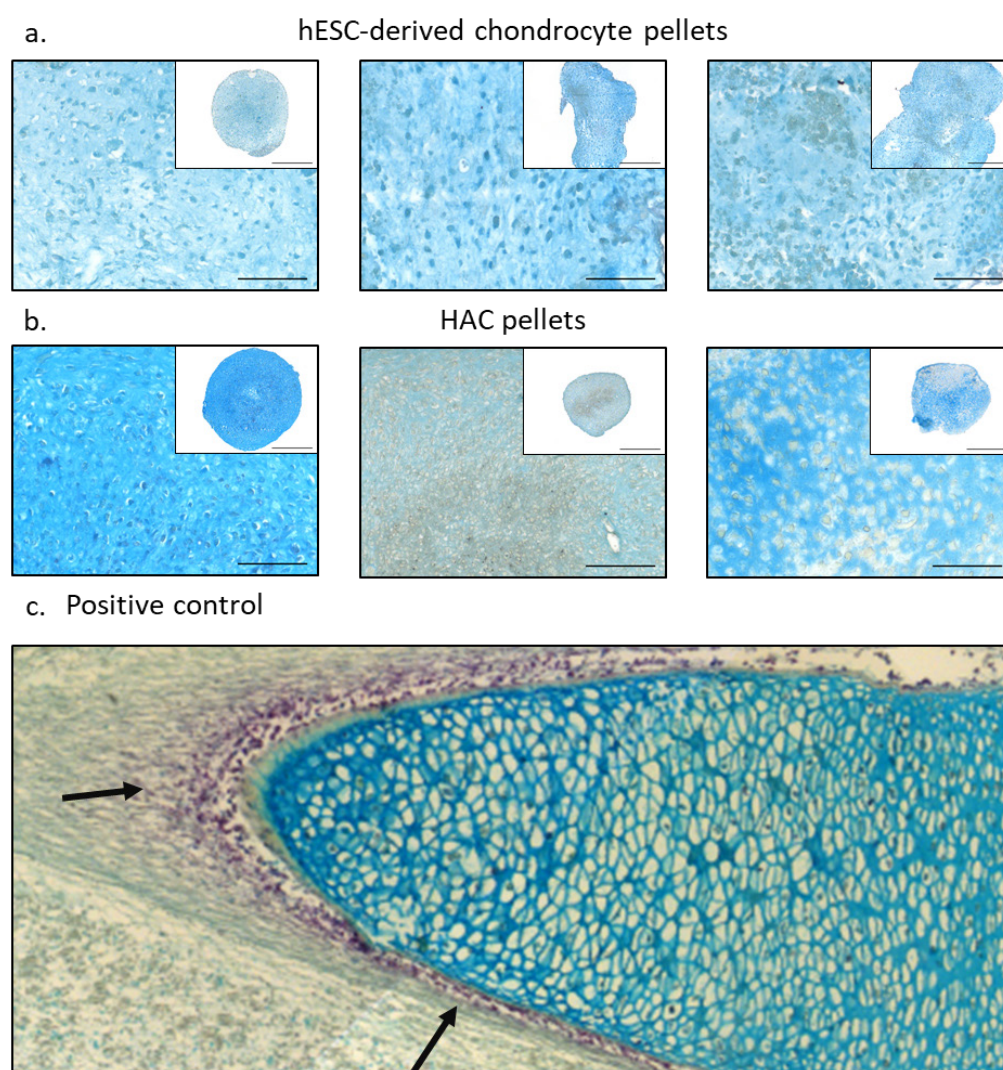 a.
hESC-derived chondrocyte pellets
b.
HAC pellets
c. Positive control